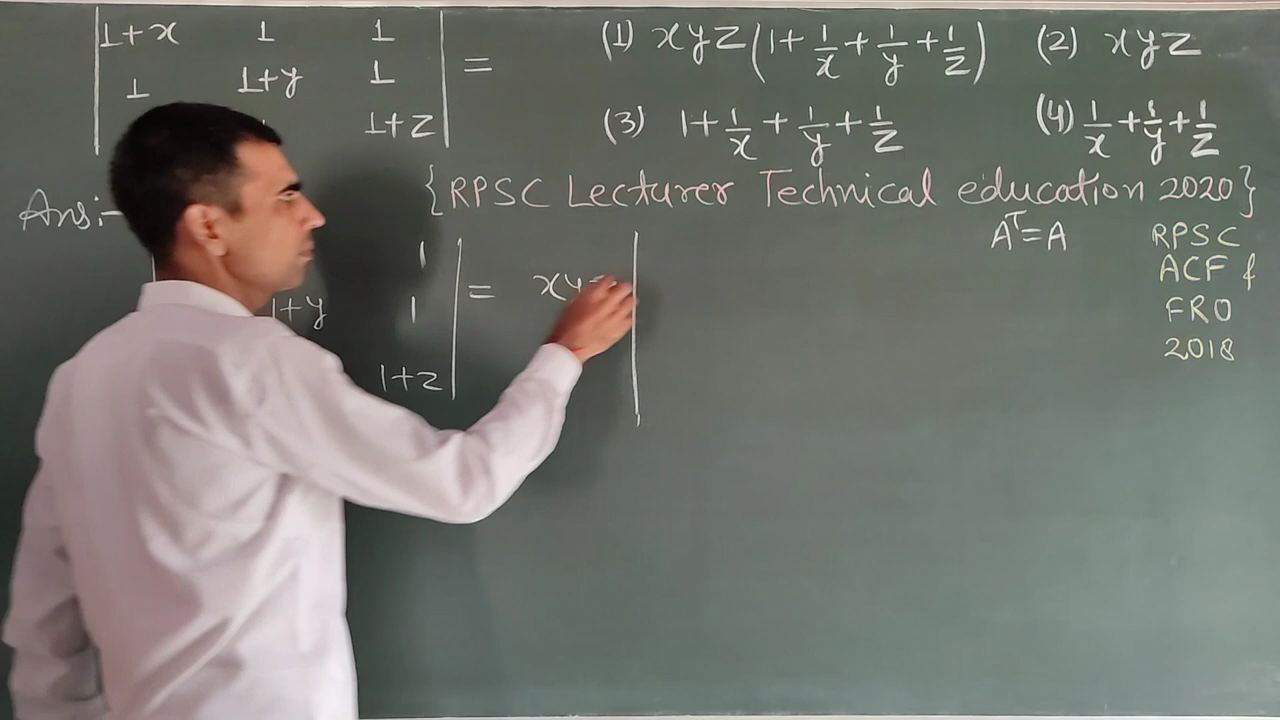 |1+x 1 1| = (1) xyz(1+1/x+1/y+1/z) (2) xyz
1 1+y 1
1+z (3) 1+1/x+1/y+1/z (4) 1/x+1/y+1/z
Ans:- {RPSC Lecturer Technical education 2020}
Aᵀ=A RPSC
ACF &
FRO
2018
1
1+y 1 = xyz
1+z